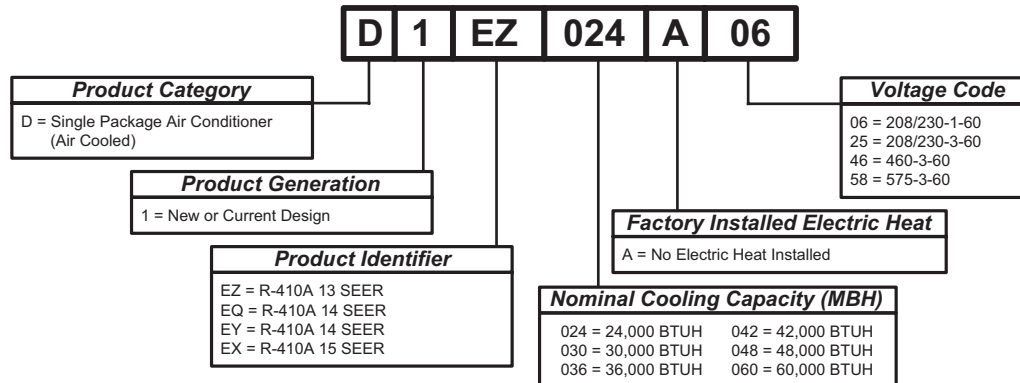 D 1 EZ 024 A 06
Product Category
D = Single Package Air Conditioner
(Air Cooled)
Voltage Code
06 = 208/230-1-60
25 = 208/230-3-60
46 = 460-3-60
58 = 575-3-60
Product Generation
1 = New or Current Design
Factory Installed Electric Heat
A = No Electric Heat Installed
Product Identifier
EZ = R-410A 13 SEER
EQ = R-410A 14 SEER
EY = R-410A 14 SEER
EX = R-410A 15 SEER
Nominal Cooling Capacity (MBH)
024 = 24,000 BTUH 042 = 42,000 BTUH
030 = 30,000 BTUH 048 = 48,000 BTUH
036 = 36,000 BTUH 060 = 60,000 BTUH